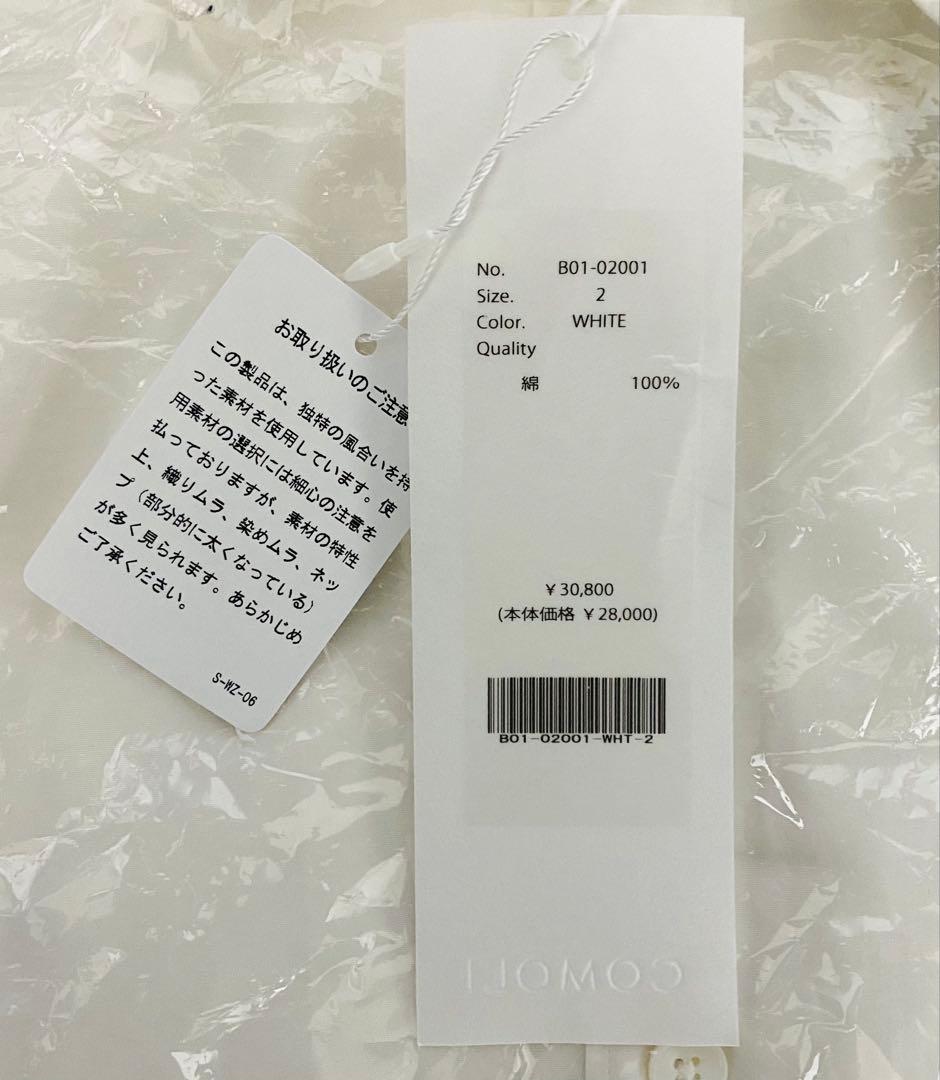 お取り扱いのご注意
この製品は、独特の風合いを持
った素材を使用しています。使
用素材の選択には細心の注意を
払っておりますが、素材の特性
上、織りムラ、染めムラ、ネッ
プ（部分的に太くなっている）
が多く見られます。あらかじめ
ご了承ください。
S-WZ-06
No. B01-02001
Size. 2
Color. WHITE
Quality
綿 100%
¥30,800
(本体価格 ¥28,000)
B01-02001-WHT-2
COMOLI